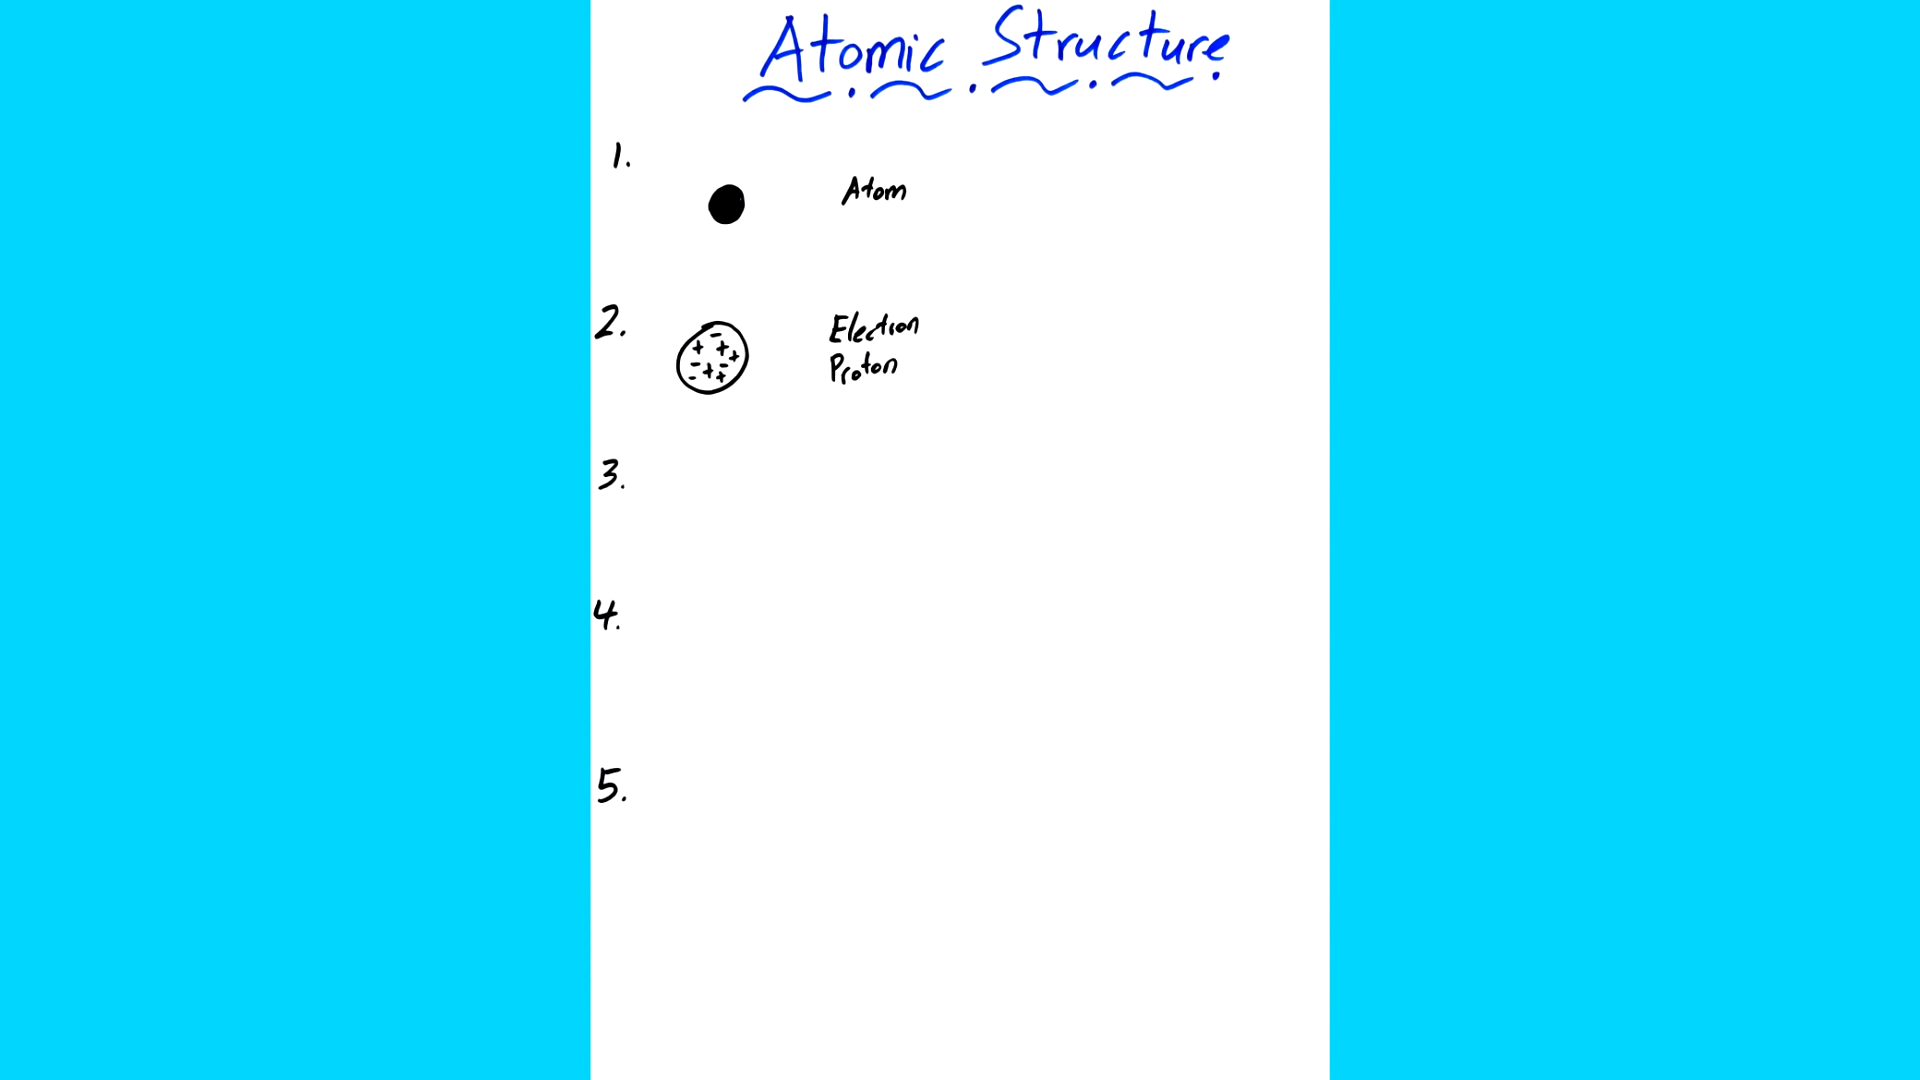 Atomic Structure
1.
Atom
2.
Electron
Proton
3.
4.
5.